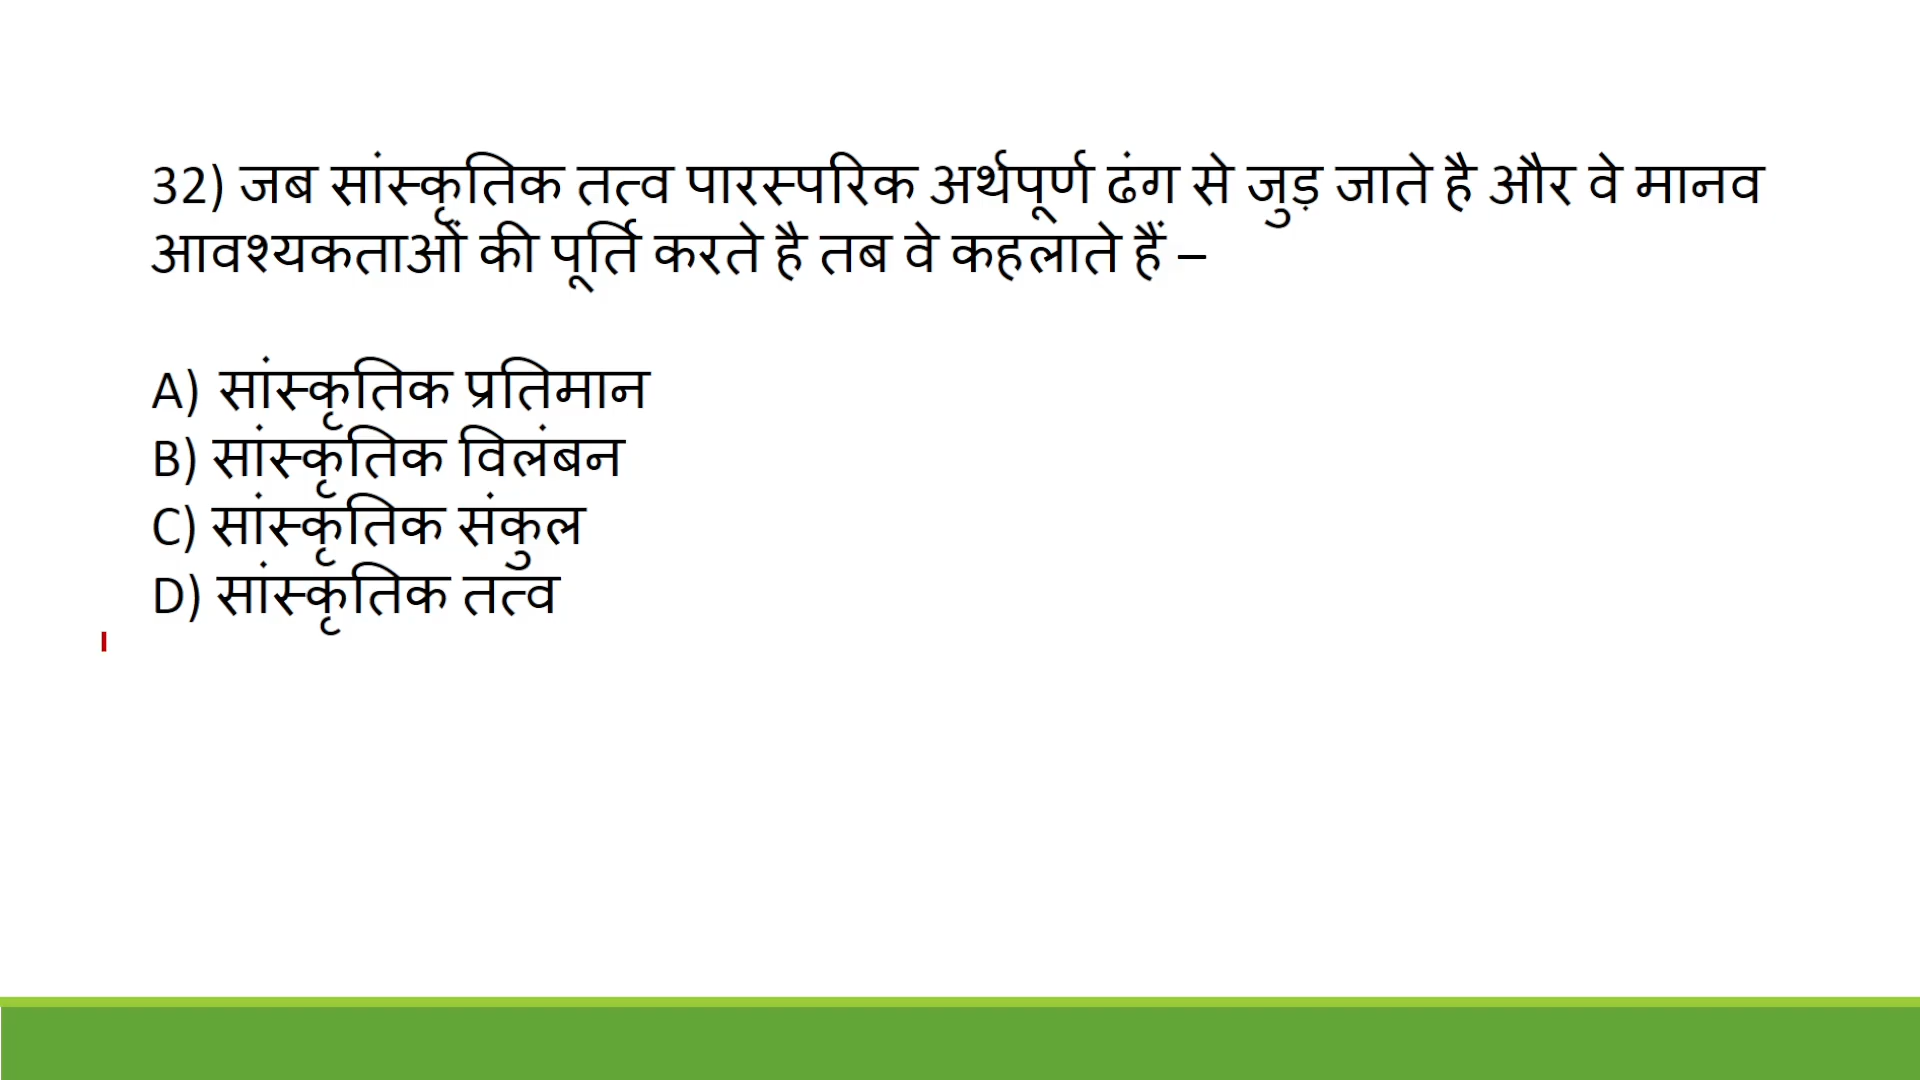 32) जब सांस्कृतिक तत्व पारस्परिक अर्थपूर्ण ढंग से जुड़ जाते है और वे मानव
आवश्यकताओं की पूर्ति करते है तब वे कहलाते हैं –
A) सांस्कृतिक प्रतिमान
B) सांस्कृतिक विलंबन
C) सांस्कृतिक संकुल
D) सांस्कृतिक तत्व